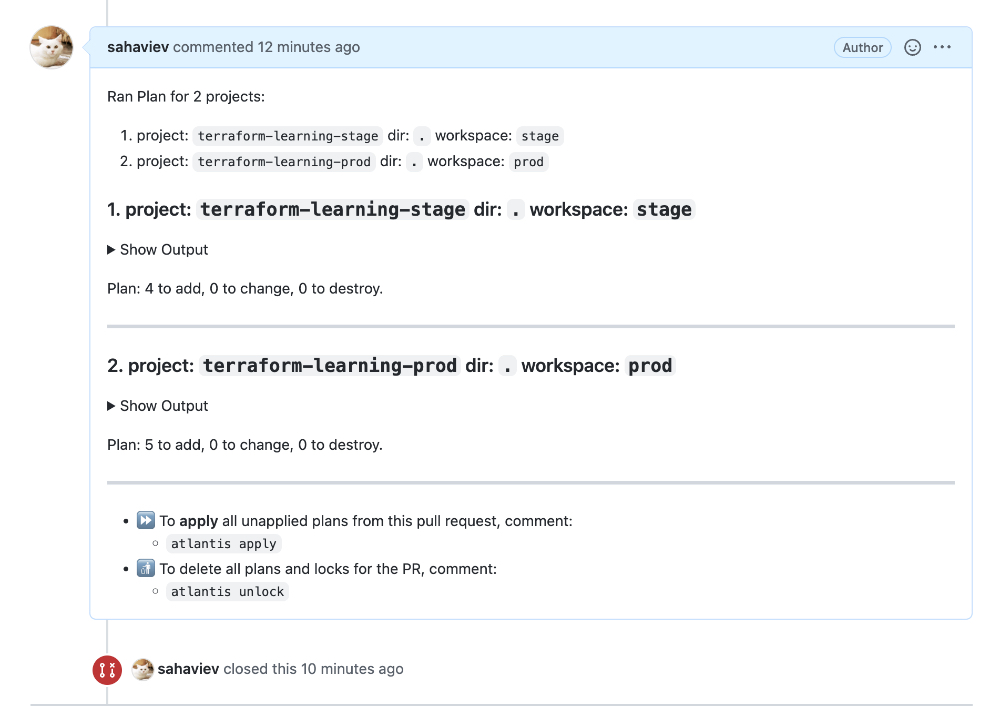 sahaviev commented 12 minutes ago
Author
Ran Plan for 2 projects:
1. project: terraform-learning-stage dir: . workspace: stage
2. project: terraform-learning-prod dir: . workspace: prod
1. project: terraform-learning-stage dir: . workspace: stage
Show Output
Plan: 4 to add, 0 to change, 0 to destroy.
2. project: terraform-learning-prod dir: . workspace: prod
Show Output
Plan: 5 to add, 0 to change, 0 to destroy.
To apply all unapplied plans from this pull request, comment:
atlantis apply
To delete all plans and locks for the PR, comment:
atlantis unlock
sahaviev closed this 10 minutes ago